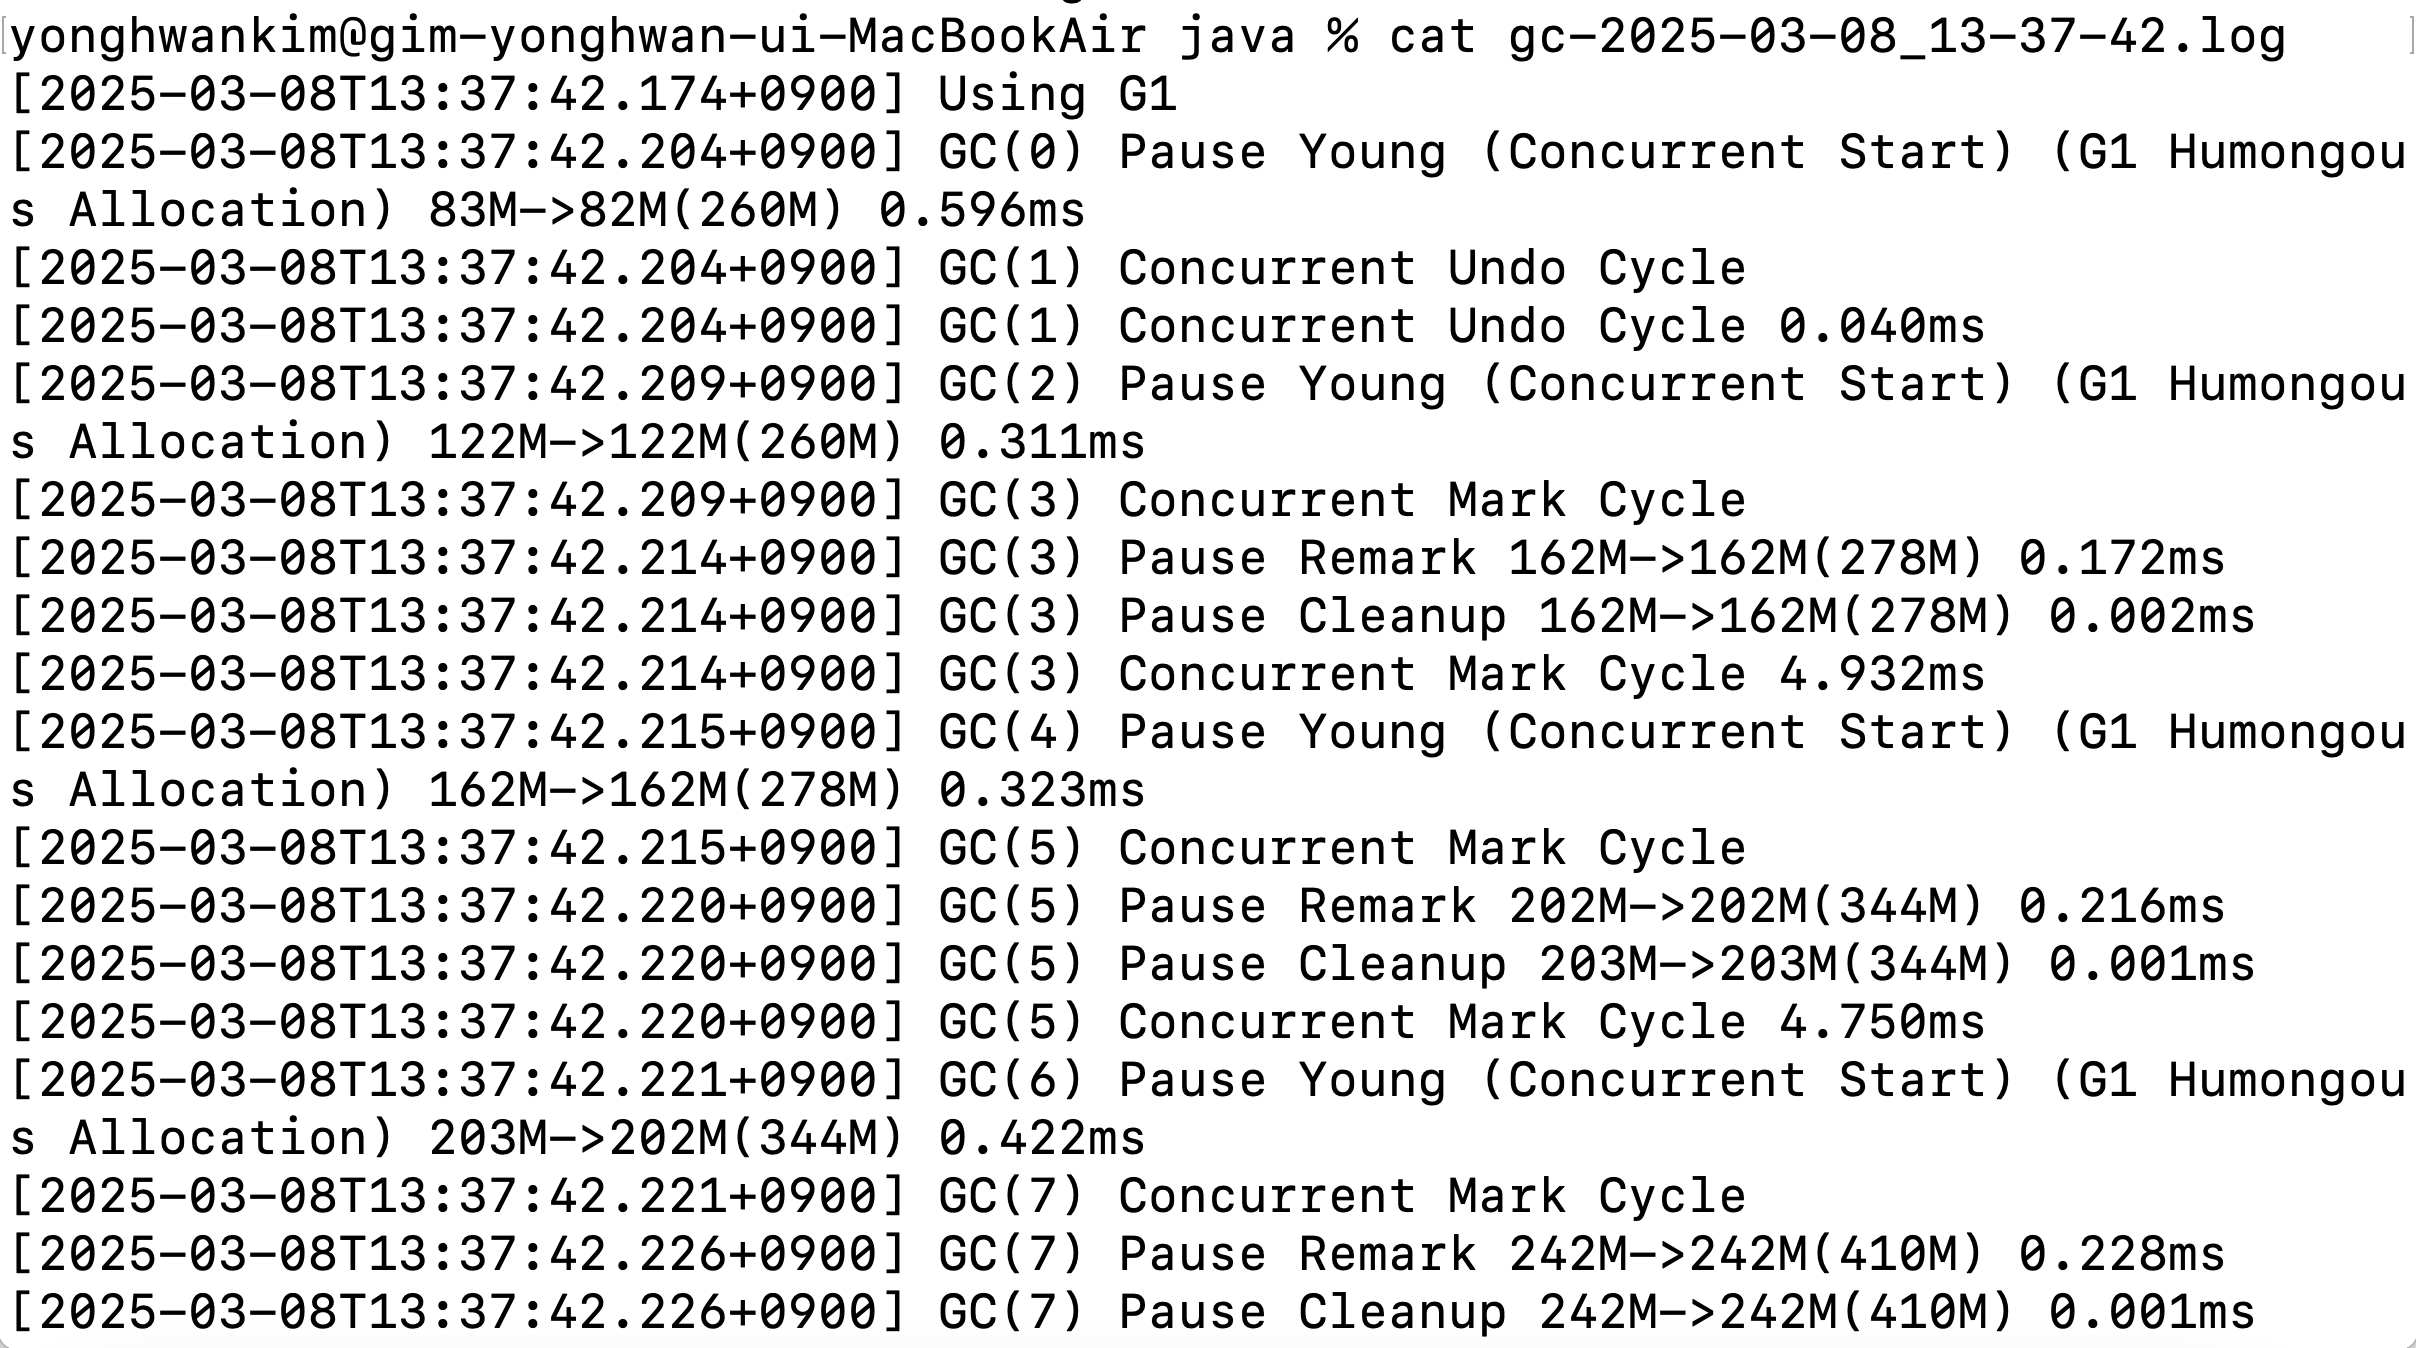 yonghwankim@gim-yonghwan-ui-MacBookAir java % cat gc-2025-03-08_13-37-42.log
[2025-03-08T13:37:42.174+0900] Using G1
[2025-03-08T13:37:42.204+0900] GC(0) Pause Young (Concurrent Start) (G1 Humongou
s Allocation) 83M->82M(260M) 0.596ms
[2025-03-08T13:37:42.204+0900] GC(1) Concurrent Undo Cycle
[2025-03-08T13:37:42.204+0900] GC(1) Concurrent Undo Cycle 0.040ms
[2025-03-08T13:37:42.209+0900] GC(2) Pause Young (Concurrent Start) (G1 Humongou
s Allocation) 122M->122M(260M) 0.311ms
[2025-03-08T13:37:42.209+0900] GC(3) Concurrent Mark Cycle
[2025-03-08T13:37:42.214+0900] GC(3) Pause Remark 162M->162M(278M) 0.172ms
[2025-03-08T13:37:42.214+0900] GC(3) Pause Cleanup 162M->162M(278M) 0.002ms
[2025-03-08T13:37:42.214+0900] GC(3) Concurrent Mark Cycle 4.932ms
[2025-03-08T13:37:42.215+0900] GC(4) Pause Young (Concurrent Start) (G1 Humongou
s Allocation) 162M->162M(278M) 0.323ms
[2025-03-08T13:37:42.215+0900] GC(5) Concurrent Mark Cycle
[2025-03-08T13:37:42.220+0900] GC(5) Pause Remark 202M->202M(344M) 0.216ms
[2025-03-08T13:37:42.220+0900] GC(5) Pause Cleanup 203M->203M(344M) 0.001ms
[2025-03-08T13:37:42.220+0900] GC(5) Concurrent Mark Cycle 4.750ms
[2025-03-08T13:37:42.221+0900] GC(6) Pause Young (Concurrent Start) (G1 Humongou
s Allocation) 203M->202M(344M) 0.422ms
[2025-03-08T13:37:42.221+0900] GC(7) Concurrent Mark Cycle
[2025-03-08T13:37:42.226+0900] GC(7) Pause Remark 242M->242M(410M) 0.228ms
[2025-03-08T13:37:42.226+0900] GC(7) Pause Cleanup 242M->242M(410M) 0.001ms